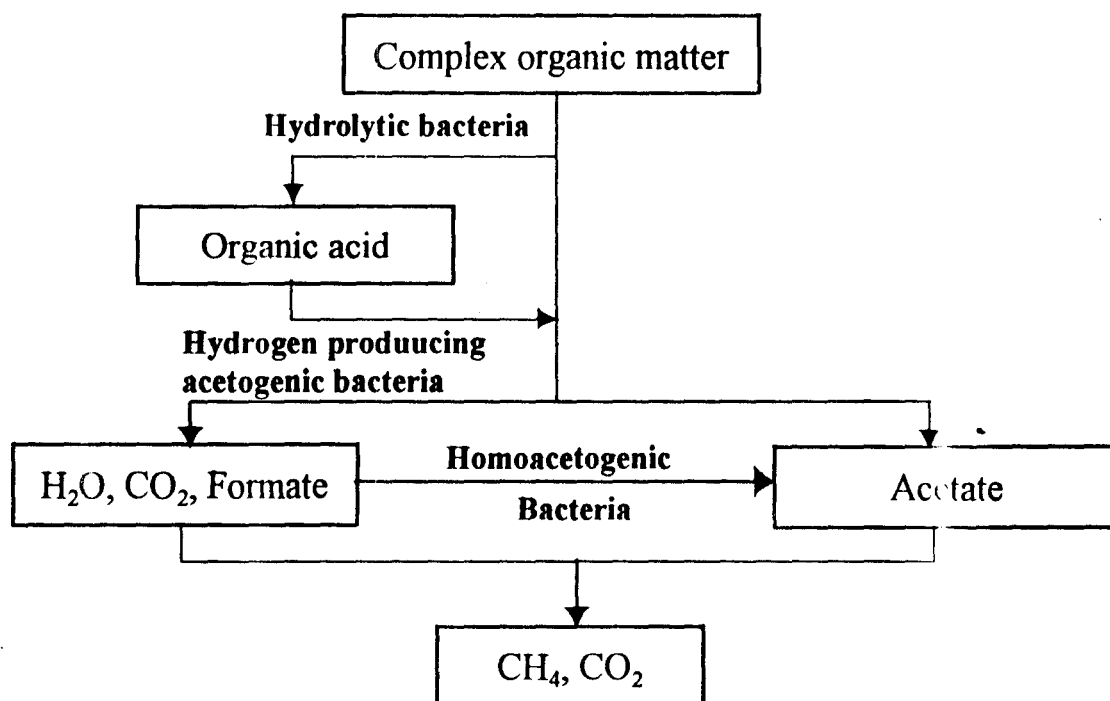 Complex organic matter
Hydrolytic bacteria
Organic acid
Hydrogen produucing
acetogenic bacteria
H₂O, CO₂, Formate
Homoacetogenic
Bacteria
Acetate
CH₄, CO₂